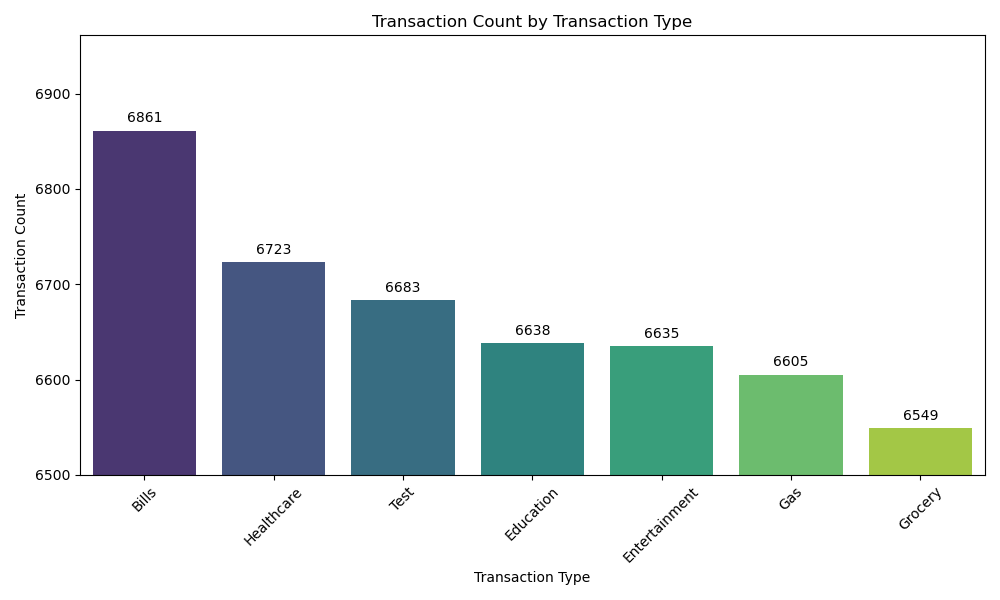 Transaction Count by Transaction Type
Transaction Count
6900
6800
6700
6600
6500
6861
6723
6683
6638
6635
6605
6549
Bills
Healthcare
Test
Education
Entertainment
Gas
Grocery
Transaction Type